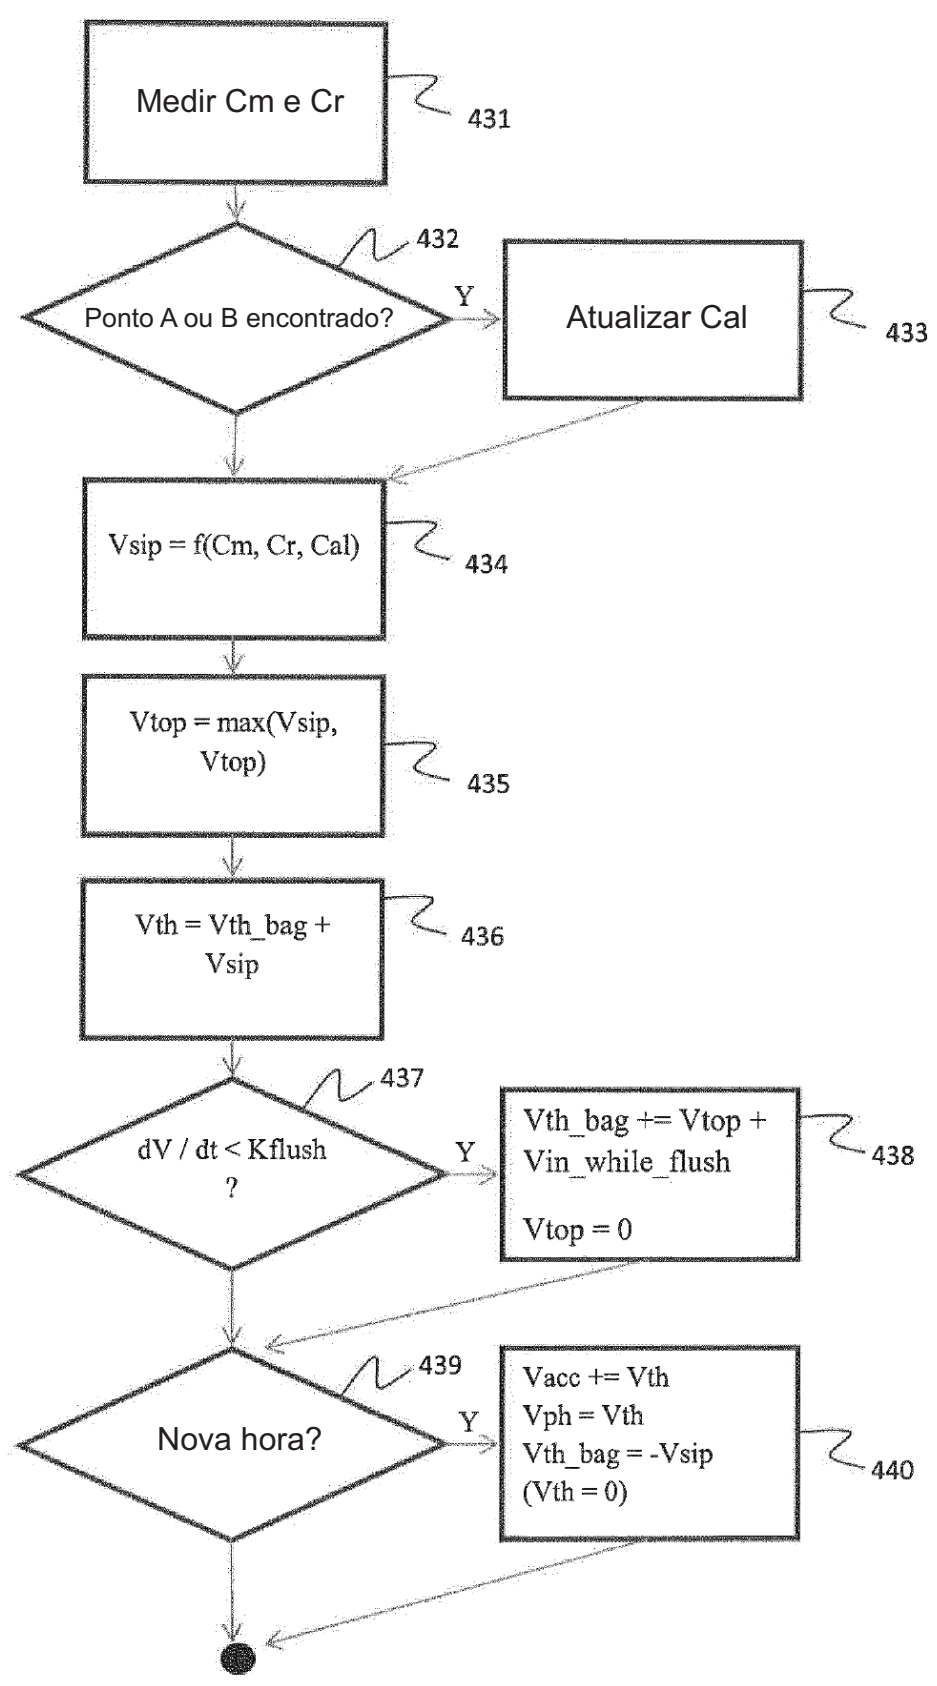 Medir Cm e Cr
431
432
Ponto A ou B encontrado?
Y
Atualizar Cal
433
Vsip = f(Cm, Cr, Cal)
434
Vtop = max(Vsip,
Vtop)
435
Vth = Vth_bag +
Vsip
436
437
dV / dt < Kflush
?
Y
Vth_bag += Vtop +
Vin_while_flush
Vtop = 0
438
439
Nova hora?
Y
Vacc += Vth
Vph = Vth
Vth_bag = -Vsip
(Vth = 0)
440